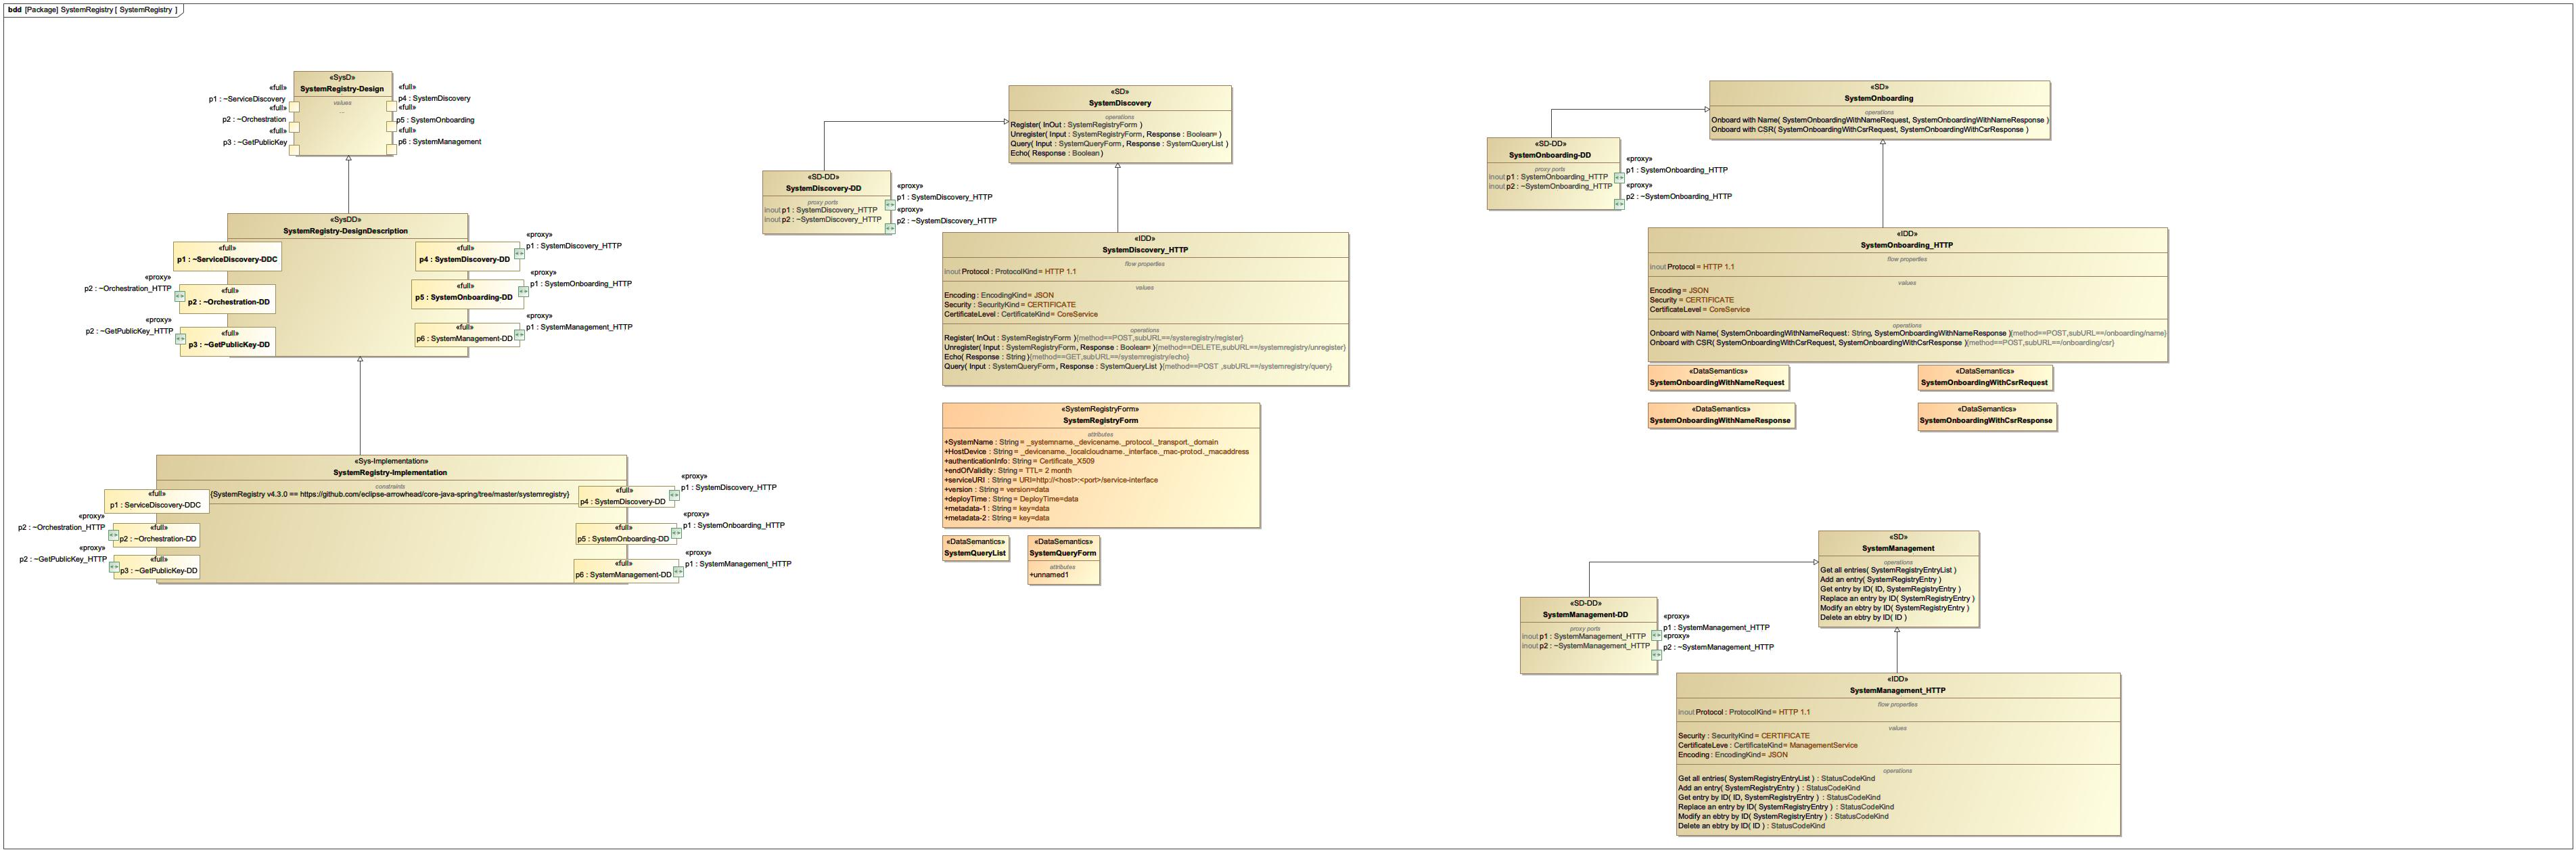 bdd [Package] SystemRegistry [ SystemRegistry ]
«SysD»
SystemRegistry-Design
values
...
«full»
p1 : ~ServiceDiscovery
«full»
p2 : ~Orchestration
«full»
p3 : ~GetPublicKey
«full»
p4 : SystemDiscovery
«full»
p5 : SystemOnboarding
«full»
p6 : SystemManagement
«SysDD»
SystemRegistry-DesignDescription
«full»
p1 : ~ServiceDiscovery-DDC
«proxy»
p2 : ~Orchestration_HTTP
«full»
p2 : ~Orchestration-DD
«proxy»
p2 : ~GetPublicKey_HTTP
«full»
p3 : ~GetPublicKey-DD
«full»
p4 : SystemDiscovery-DD
«proxy»
p1 : SystemDiscovery_HTTP
«full»
p5 : SystemOnboarding-DD
«proxy»
p1 : SystemOnboarding_HTTP
«full»
p6 : SystemManagement-DD
«proxy»
p1 : SystemManagement_HTTP
«Sys-Implementation»
SystemRegistry-Implementation
constraints
{SystemRegistry v4.3.0 == https://github.com/eclipse-arrowhead/core-java-spring/tree/master/systemregistry}
«full»
p1 : ServiceDiscovery-DDC
«proxy»
p2 : ~Orchestration_HTTP
«full»
p2 : ~Orchestration-DD
«proxy»
p2 : ~GetPublicKey_HTTP
«full»
p3 : ~GetPublicKey-DD
«full»
p4 : SystemDiscovery-DD
«proxy»
p1 : SystemDiscovery_HTTP
«full»
p5 : SystemOnboarding-DD
«proxy»
p1 : SystemOnboarding_HTTP
«full»
p6 : SystemManagement-DD
«proxy»
p1 : SystemManagement_HTTP
«SD»
SystemDiscovery
operations
Register( InOut : SystemRegistryForm )
Unregister( Input : SystemRegistryForm, Response : Boolean= )
Query( Input : SystemQueryForm, Response : SystemQueryList )
Echo( Response : Boolean )
«SD-DD»
SystemDiscovery-DD
proxy ports
inout p1 : SystemDiscovery_HTTP
inout p2 : ~SystemDiscovery_HTTP
«proxy»
p1 : SystemDiscovery_HTTP
«proxy»
p2 : ~SystemDiscovery_HTTP
«IDD»
SystemDiscovery_HTTP
flow properties
inout Protocol : ProtocolKind = HTTP 1.1
values
Encoding : EncodingKind = JSON
Security : SecurityKind = CERTIFICATE
CertificateLevel : CertificateKind = CoreService
operations
Register( InOut : SystemRegistryForm ){method==POST,subURL==/systeregistry/register}
Unregister( Input : SystemRegistryForm, Response : Boolean= ){method==DELETE,subURL==/systemregistry/unregister}
Echo( Response : String ){method==GET,subURL==/systemregistry/echo}
Query( Input : SystemQueryForm, Response : SystemQueryList ){method==POST ,subURL==/systemregistry/query}
«SystemRegistryForm»
SystemRegistryForm
attributes
+SystemName : String = _systemname._devicename._protocol._transport._domain
+HostDevice : String = _devicename._localcloudname._interface._mac-protocl._macaddress
+authenticationInfo : String = Certificate_X509
+endOfValidity : String = TTL= 2 month
+serviceURI : String = URI=http://<host>:<port>/service-interface
+version : String = version=data
+deployTime : String = DeployTime=data
+metadata-1 : String = key=data
+metadata-2 : String = key=data
«DataSemantics»
SystemQueryList
«DataSemantics»
SystemQueryForm
attributes
+unnamed1
«SD»
SystemOnboarding
operations
Onboard with Name( SystemOnboardingWithNameRequest, SystemOnboardingWithNameResponse )
Onboard with CSR( SystemOnboardingWithCsrRequest, SystemOnboardingWithCsrResponse )
«SD-DD»
SystemOnboarding-DD
proxy ports
inout p1 : SystemOnboarding_HTTP
inout p2 : ~SystemOnboarding_HTTP
«proxy»
p1 : SystemOnboarding_HTTP
«proxy»
p2 : ~SystemOnboarding_HTTP
«IDD»
SystemOnboarding_HTTP
flow properties
inout Protocol = HTTP 1.1
values
Encoding = JSON
Security = CERTIFICATE
CertificateLevel = CoreService
operations
Onboard with Name( SystemOnboardingWithNameRequest: String, SystemOnboardingWithNameResponse ){method==POST,subURL==/onboarding/name}
Onboard with CSR( SystemOnboardingWithCsrRequest, SystemOnboardingWithCsrResponse ){method==POST,subURL==/onboarding/csr}
«DataSemantics»
SystemOnboardingWithNameRequest
«DataSemantics»
SystemOnboardingWithCsrRequest
«DataSemantics»
SystemOnboardingWithNameResponse
«DataSemantics»
SystemOnboardingWithCsrResponse
«SD»
SystemManagement
operations
Get all entries( SystemRegistryEntryList )
Add an entry( SystemRegistryEntry )
Get entry by ID( ID, SystemRegistryEntry )
Replace an entry by ID( SystemRegistryEntry )
Modify an ebtry by ID( SystemRegistryEntry )
Delete an ebtry by ID( ID )
«SD-DD»
SystemManagement-DD
proxy ports
inout p1 : SystemManagement_HTTP
inout p2 : ~SystemManagement_HTTP
«proxy»
p1 : SystemManagement_HTTP
«proxy»
p2 : ~SystemManagement_HTTP
«IDD»
SystemManagement_HTTP
flow properties
inout Protocol : ProtocolKind = HTTP 1.1
values
Security : SecurityKind = CERTIFICATE
CertificateLeve : CertificateKind = ManagementService
Encoding : EncodingKind = JSON
operations
Get all entries( SystemRegistryEntryList ) : StatusCodeKind
Add an entry( SystemRegistryEntry ) : StatusCodeKind
Get entry by ID( ID, SystemRegistryEntry ) : StatusCodeKind
Replace an entry by ID( SystemRegistryEntry ) : StatusCodeKind
Modify an ebtry by ID( SystemRegistryEntry ) : StatusCodeKind
Delete an ebtry by ID( ID ) : StatusCodeKind